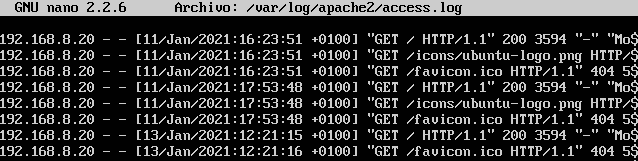 GNU nano 2.2.6 Archivo: /var/log/apache2/access.log
192.168.8.20 - - [11/Jan/2021:16:23:51 +0100] "GET / HTTP/1.1" 200 3594 "-" "Mo$
192.168.8.20 - - [11/Jan/2021:16:23:51 +0100] "GET /icons/ubuntu-logo.png HTTP/$
192.168.8.20 - - [11/Jan/2021:16:23:51 +0100] "GET /favicon.ico HTTP/1.1" 404 5$
192.168.8.20 - - [11/Jan/2021:17:53:48 +0100] "GET / HTTP/1.1" 200 3594 "-" "Mo$
192.168.8.20 - - [11/Jan/2021:17:53:48 +0100] "GET /icons/ubuntu-logo.png HTTP/$
192.168.8.20 - - [11/Jan/2021:17:53:48 +0100] "GET /favicon.ico HTTP/1.1" 404 5$
192.168.8.20 - - [13/Jan/2021:12:21:15 +0100] "GET / HTTP/1.1" 200 3594 "-" "Mo$
192.168.8.20 - - [13/Jan/2021:12:21:16 +0100] "GET /favicon.ico HTTP/1.1" 404 5$